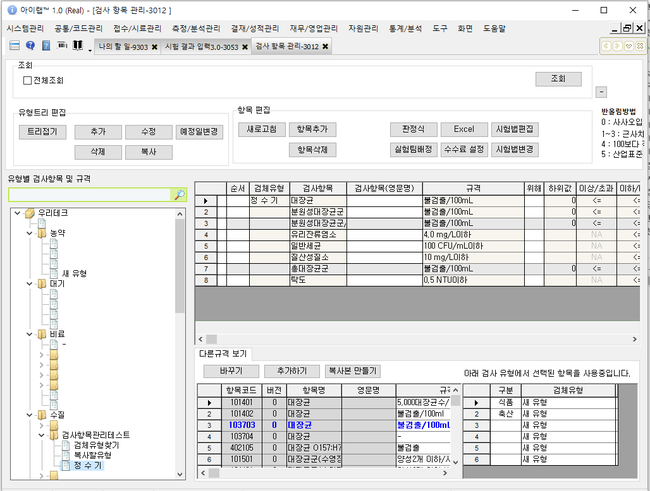 아이랩™ 1.0 (Real) - [검사 항목 관리-3012 ]
시스템관리 공통/코드관리 접수/시료관리 측정/분석관리 결재/성적관리 재무/영업관리 자원관리 통계/분석 도구 화면 도움말
나의 할 일-9303 시험 결과 입력3.0-3053 검사 항목 관리-3012
조회
전체조회
조회
유형트리 편집
트리접기 추가 수정 예정일변경
삭제 복사
항목 편집
새로고침 항목추가 판정식 Excel 시험법편집
항목삭제 실험팀배정 수수료 설정 시험법변경
반올림방법
0 : 사사오입
1~3 : 근사치
4 : 100보다
5 : 산업표준
유형별 검사항목 및 규격
우리테크
농약
새 유형
대기
비료
-
수질
검사항목관리테스트
검체유형찾기
복사할유형
정 수 기
순서 검체유형 검사항목 검사항목(영문명) 규격 위해 하위값 이상/초과 이하/
정 수 기 대장균 불검출/100mL 0 <= <=
2 분원성대장균군 불검출/100mL 0 <= <=
3 분원성대장균군/ 불검출/100mL 0 <= <=
4 유리잔류염소 4.0 mg/L이하 NA <=
5 일반세균 100 CFU/mL이하 NA <=
6 질산성질소 10 mg/L이하 NA <=
7 총대장균군 불검출/100mL 0 <= <=
8 탁도 0.5 NTU이하 NA <=
다른규격 보기
바꾸기 추가하기 복사본 만들기
아래 검사 유형에서 선택된 항목을 사용중입니다.
항목코드 버전 항목명 영문명 규격
101401 0 대장균 5,000대장균수/
2 101402 0 대장균 불검출/100ml
3 103703 0 대장균 불검출/100mL
4 103704 0 대장균 -
5 402105 0 대장균 O157:H7 불검출
6 101501 0 대장균군(수영장 양성2개 이하/시
구분 검체유형
식품 새 유형
2 축산 새 유형
3 새 유형
4 새 유형
5 새 유형
6 새 유형